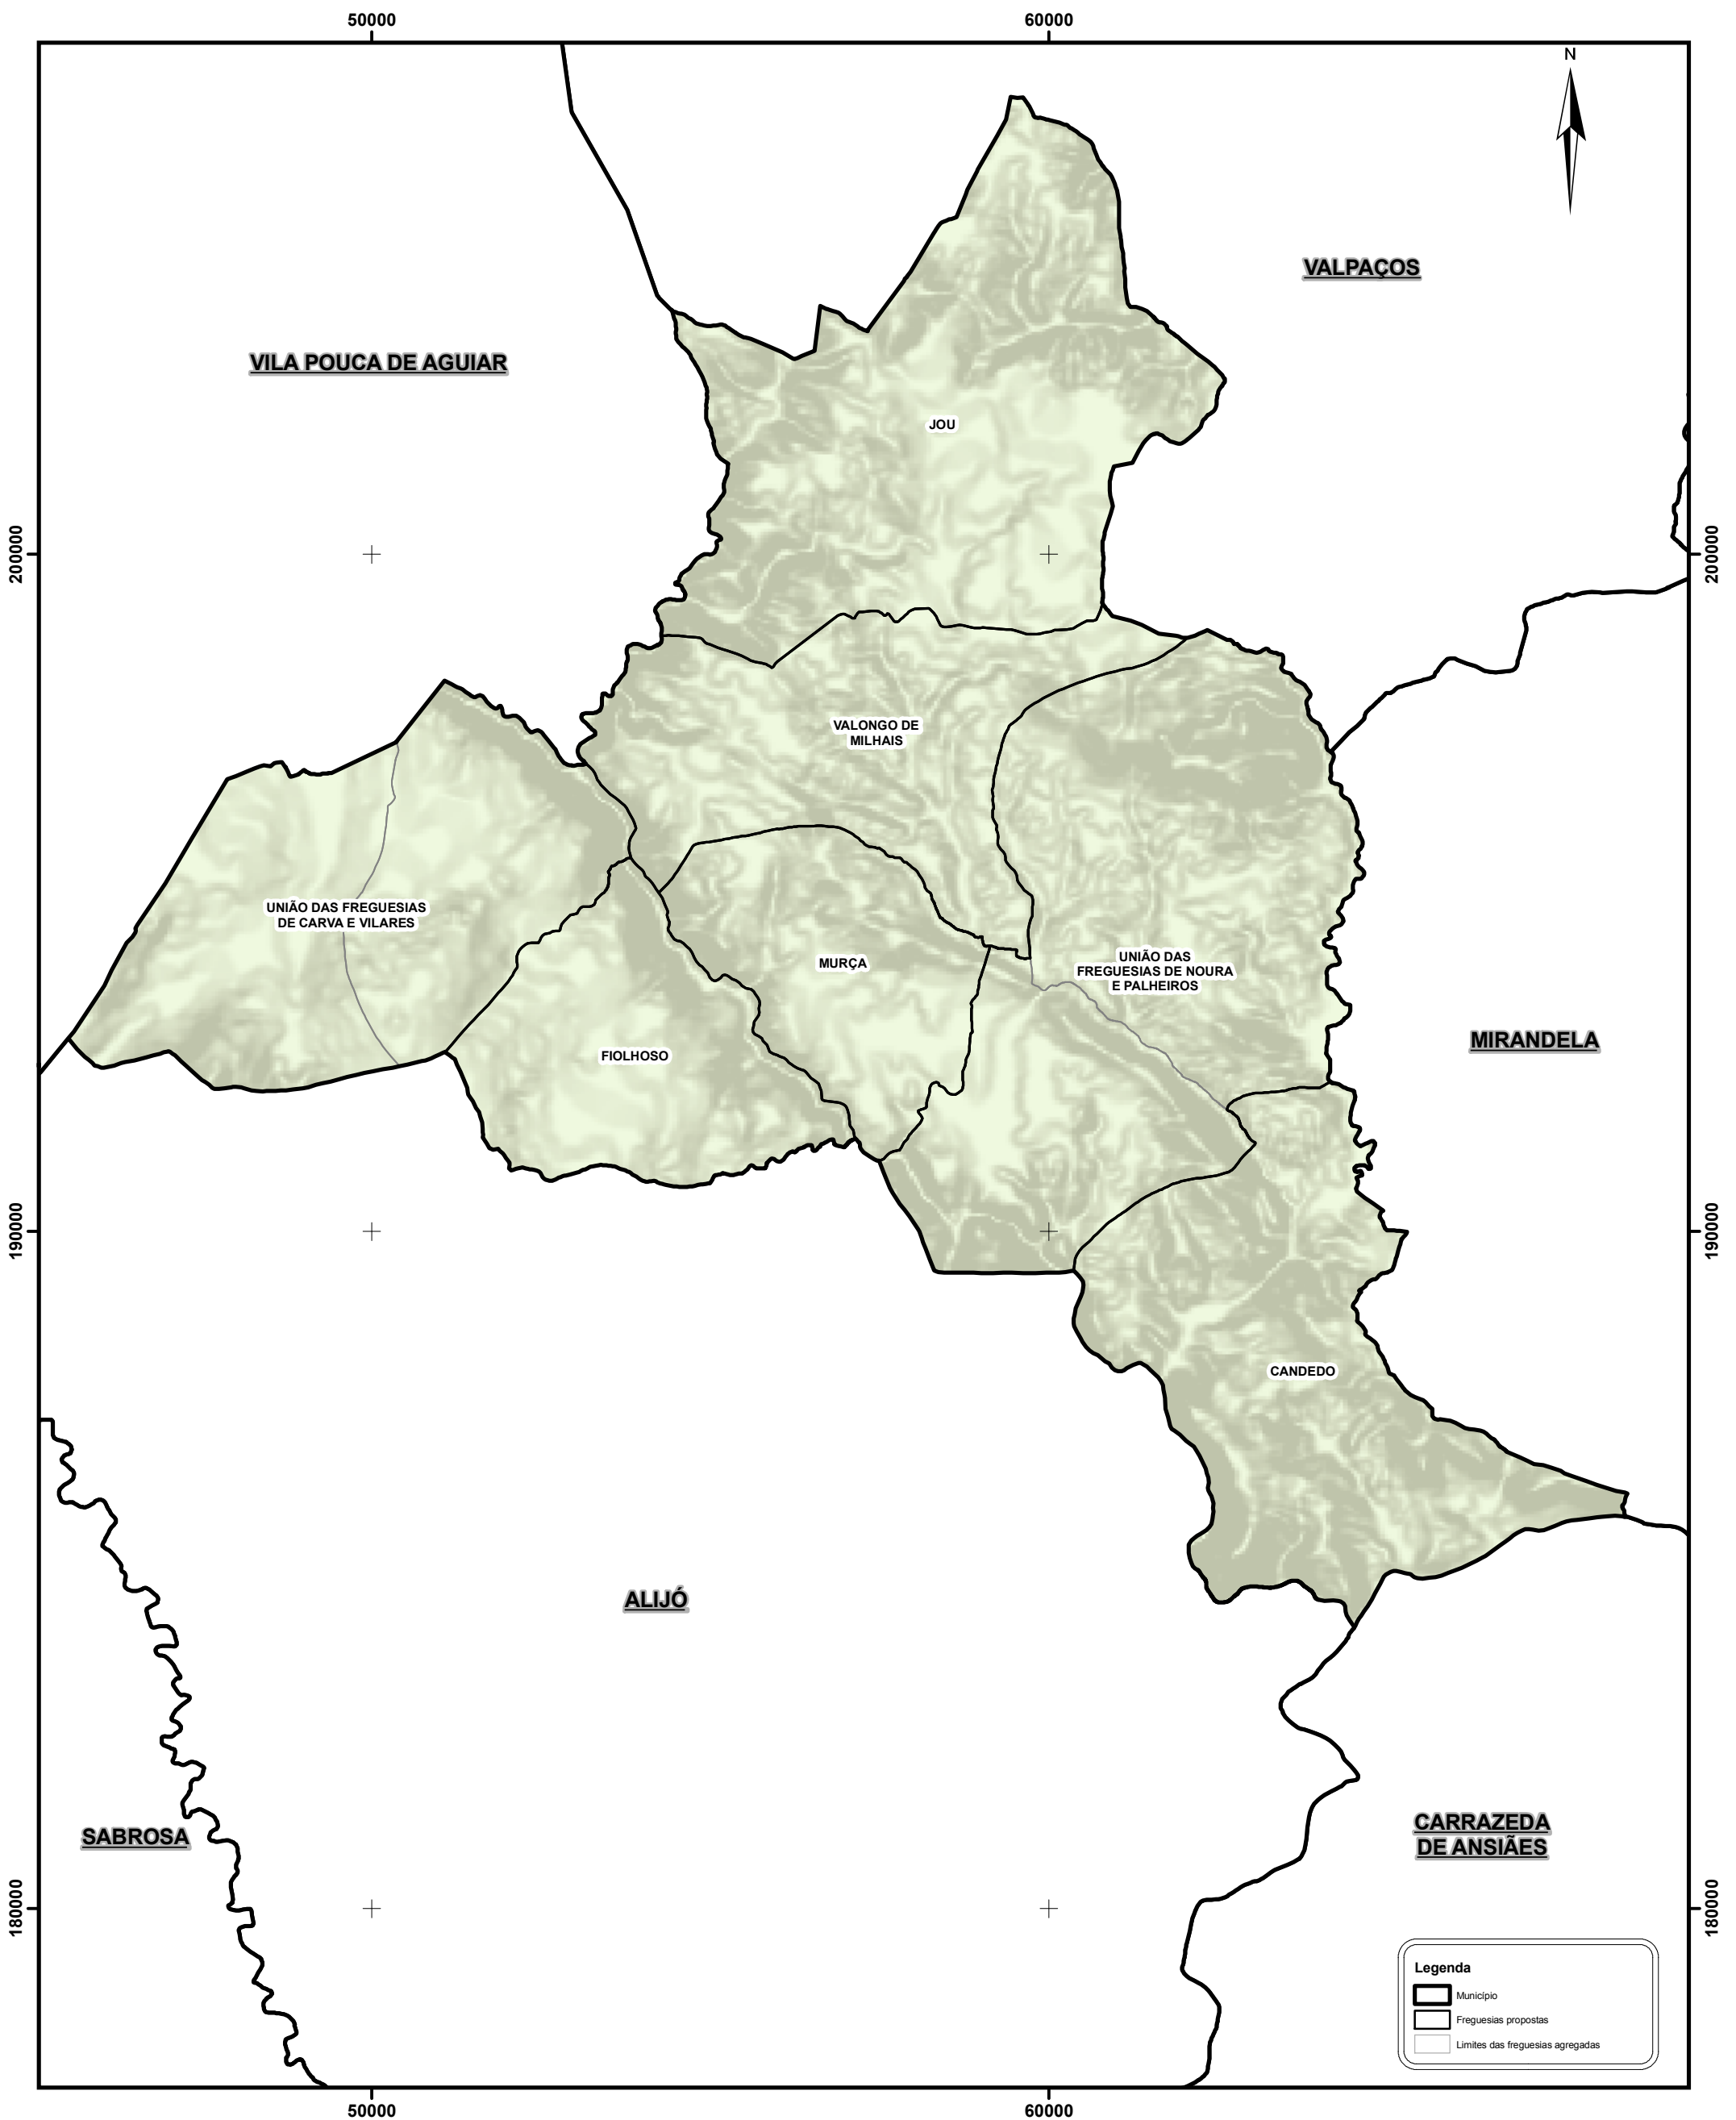 50000
60000
N
VALPAÇOS
VILA POUCA DE AGUIAR
JOU
200000
200000
VALONGO DE
MILHAIS
UNIÃO DAS FREGUESIAS
DE CARVA E VILARES
MURÇA
UNIÃO DAS
FREGUESIAS DE NOURA
E PALHEIROS
FIOLHOSO
MIRANDELA
190000
190000
CANDEDO
ALIJÓ
SABROSA
CARRAZEDA
DE ANSIÃES
180000
180000
Legenda
Município
Freguesias propostas
Limites das freguesias agregadas
50000
60000